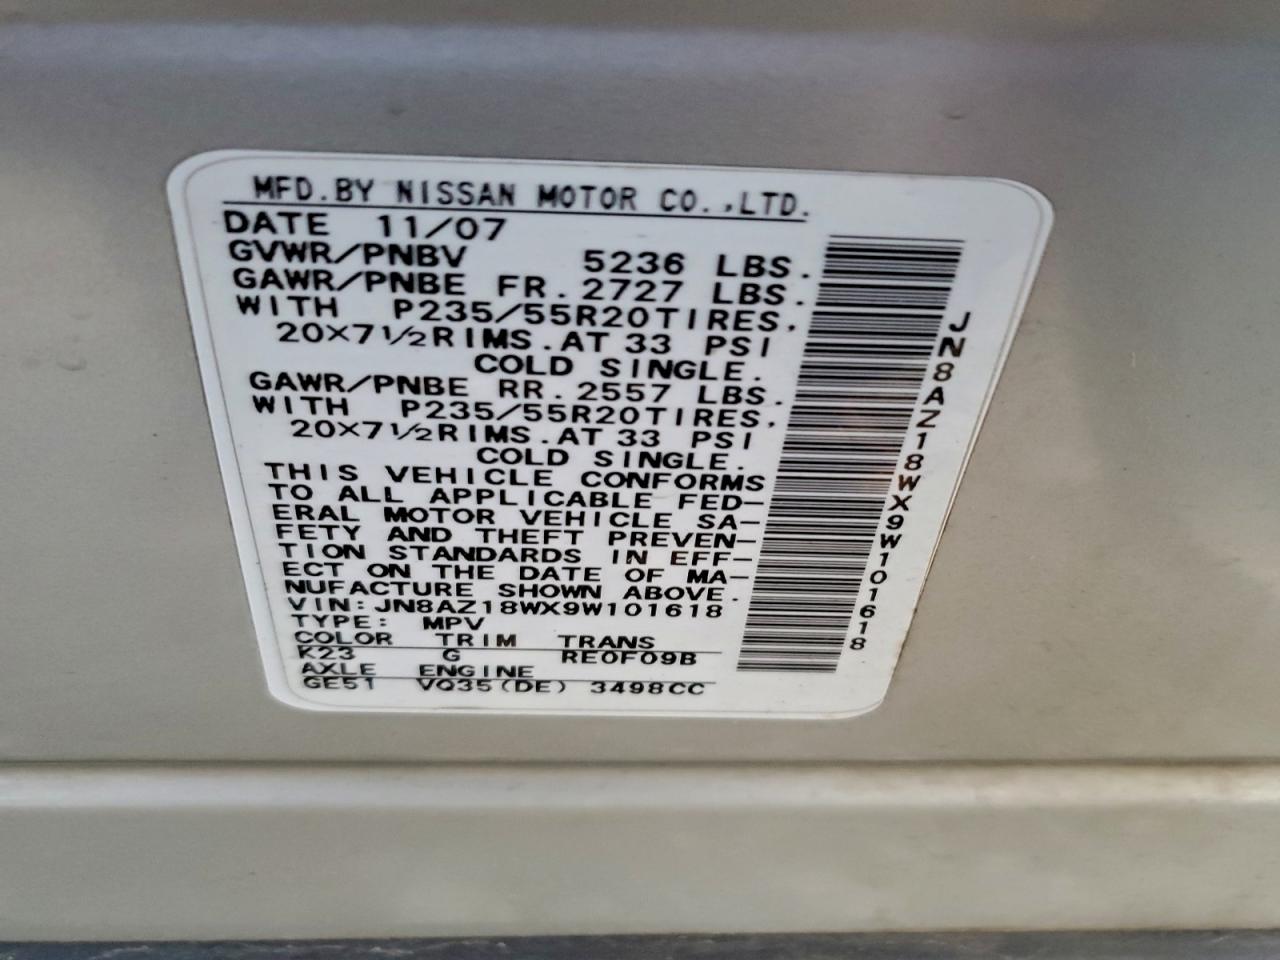 MFD.BY NISSAN MOTOR CO.,LTD.
DATE 11/07
GVWR/PNBV 5236 LBS.
GAWR/PNBE FR. 2727 LBS.
WITH P235/55R20TIRES.
20X7 1/2RIMS.AT 33 PSI
COLD SINGLE.
GAWR/PNBE RR. 2557 LBS.
WITH P235/55R20TIRES.
20X7 1/2RIMS.AT 33 PSI
COLD SINGLE.
THIS VEHICLE CONFORMS
TO ALL APPLICABLE FED-
ERAL MOTOR VEHICLE SA-
FETY AND THEFT PREVEN-
TION STANDARDS IN EFF-
ECT ON THE DATE OF MA-
NUFACTURE SHOWN ABOVE.
VIN:JN8AZ18WX9W101618
TYPE: MPV
COLOR TRIM TRANS
K23 G RE0F09B
AXLE ENGINE
GE51 VQ35(DE) 3498CC
JN8AZ18WX9W101618